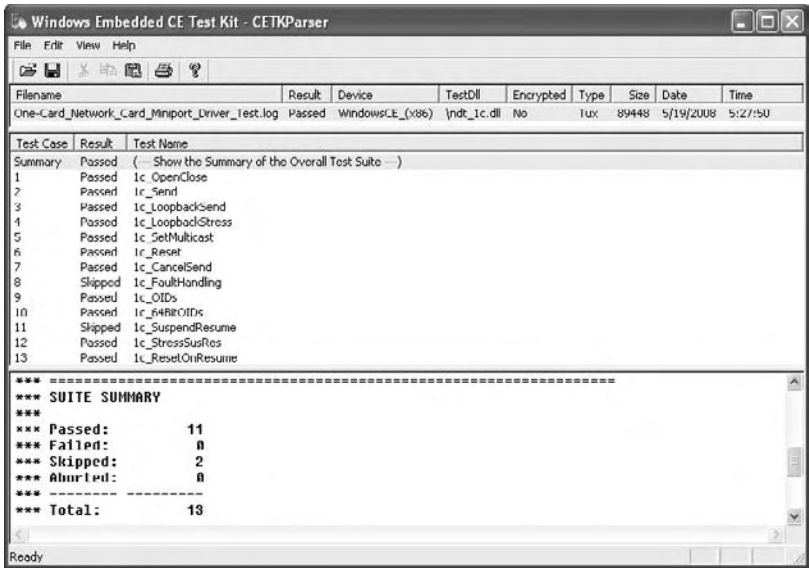 Windows Embedded CE Test Kit - CETKParser
File Edit View Help
Filename Result Device TestDll Encrypted Type Size Date Time
One-Card_Network_Card_Miniport_Driver_Test.log Passed WindowsCE_(x86) \ndt_1c.dll No Tux 89448 5/19/2008 5:27:50
Test Case Result Test Name
Summary Passed (--- Show the Summary of the Overall Test Suite ---)
1 Passed 1c_OpenClose
2 Passed 1c_Send
3 Passed 1c_LoopbackSend
4 Passed 1c_LoopbackStress
5 Passed 1c_SetMulticast
6 Passed 1c_Reset
7 Passed 1c_CancelSend
8 Skipped 1c_FaultHandling
9 Passed 1c_OIDs
10 Passed 1c_64BitOIDs
11 Skipped 1c_SuspendResume
12 Passed 1c_StressSusRes
13 Passed 1c_ResetOnResume
*** ==================================================================
*** SUITE SUMMARY
***
*** Passed: 11
*** Failed: 0
*** Skipped: 2
*** Aborted: 0
*** -------- ---------
*** Total: 13
Ready